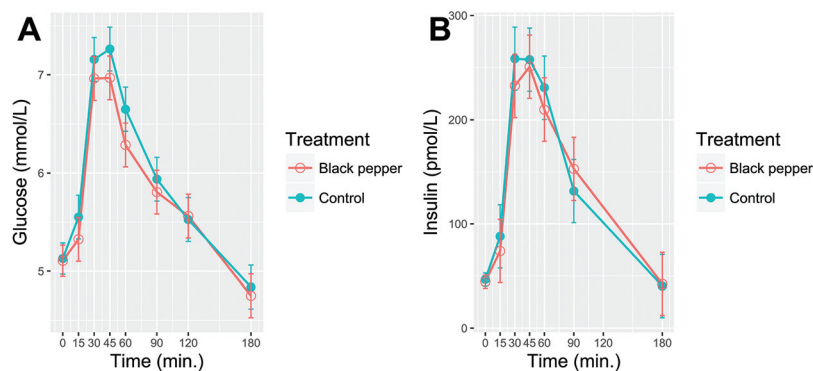 A
Glucose (mmol/L)
7
6
5
0 15 30 45 60 90 120 180
Time (min.)
Treatment
Black pepper
Control
B
Insulin (pmol/L)
300
200
100
0
0 15 30 45 60 90 120 180
Time (min.)
Treatment
Black pepper
Control